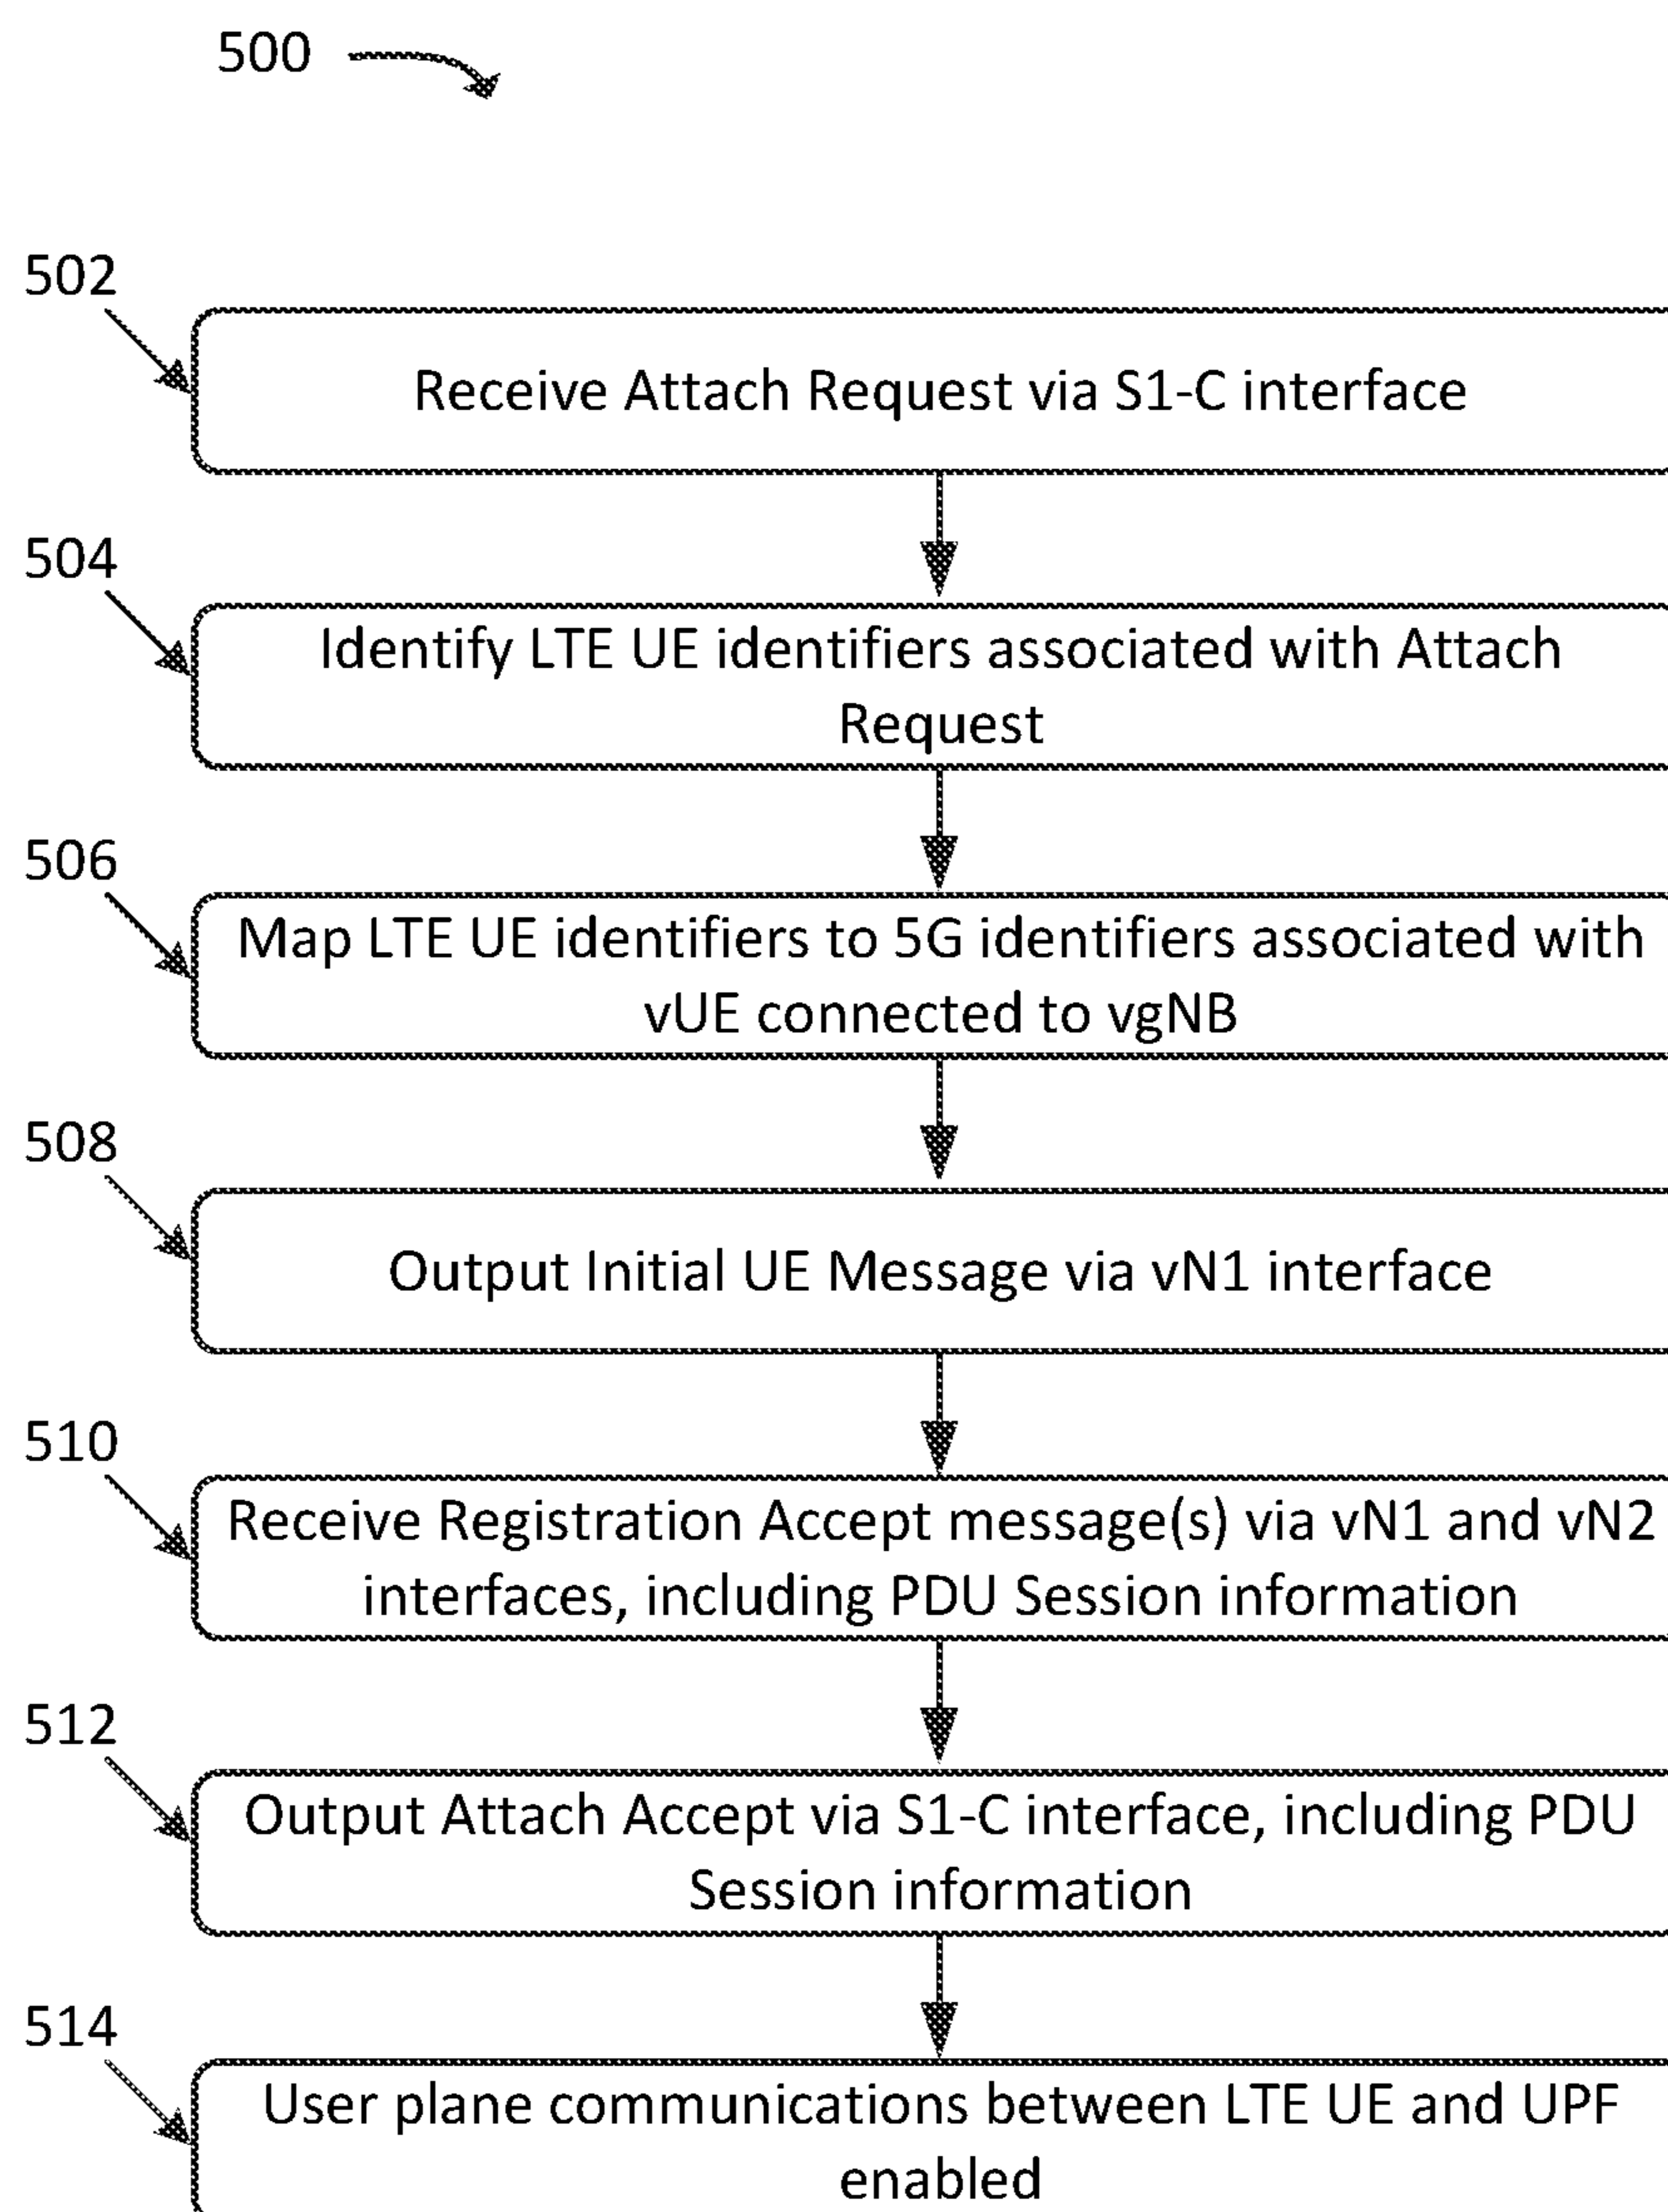 500
502
Receive Attach Request via S1-C interface
504
Identify LTE UE identifiers associated with Attach
Request
506
Map LTE UE identifiers to 5G identifiers associated with
vUE connected to vgNB
508
Output Initial UE Message via vN1 interface
510
Receive Registration Accept message(s) via vN1 and vN2
interfaces, including PDU Session information
512
Output Attach Accept via S1-C interface, including PDU
Session information
514
User plane communications between LTE UE and UPF
enabled